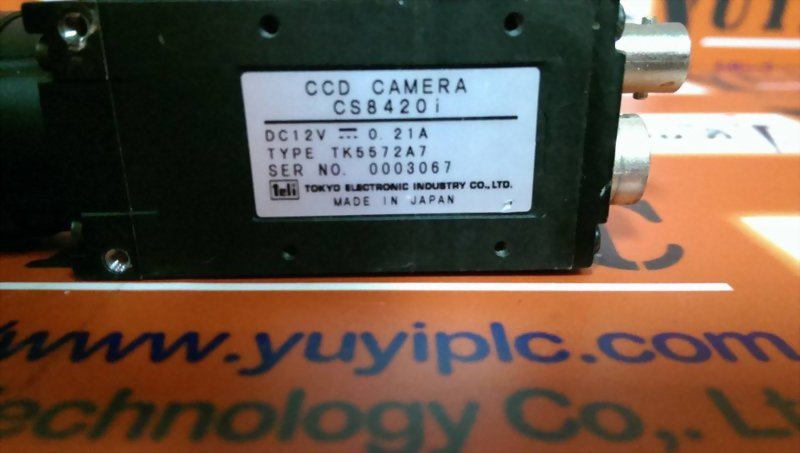 CCD CAMERA
CS8420i
DC12V ⎓ 0.21A
TYPE TK5572A7
SER NO. 0003067
teli TOKYO ELECTRONIC INDUSTRY CO., LTD.
MADE IN JAPAN
www.yuyiplc.com
Technology Co., Lt